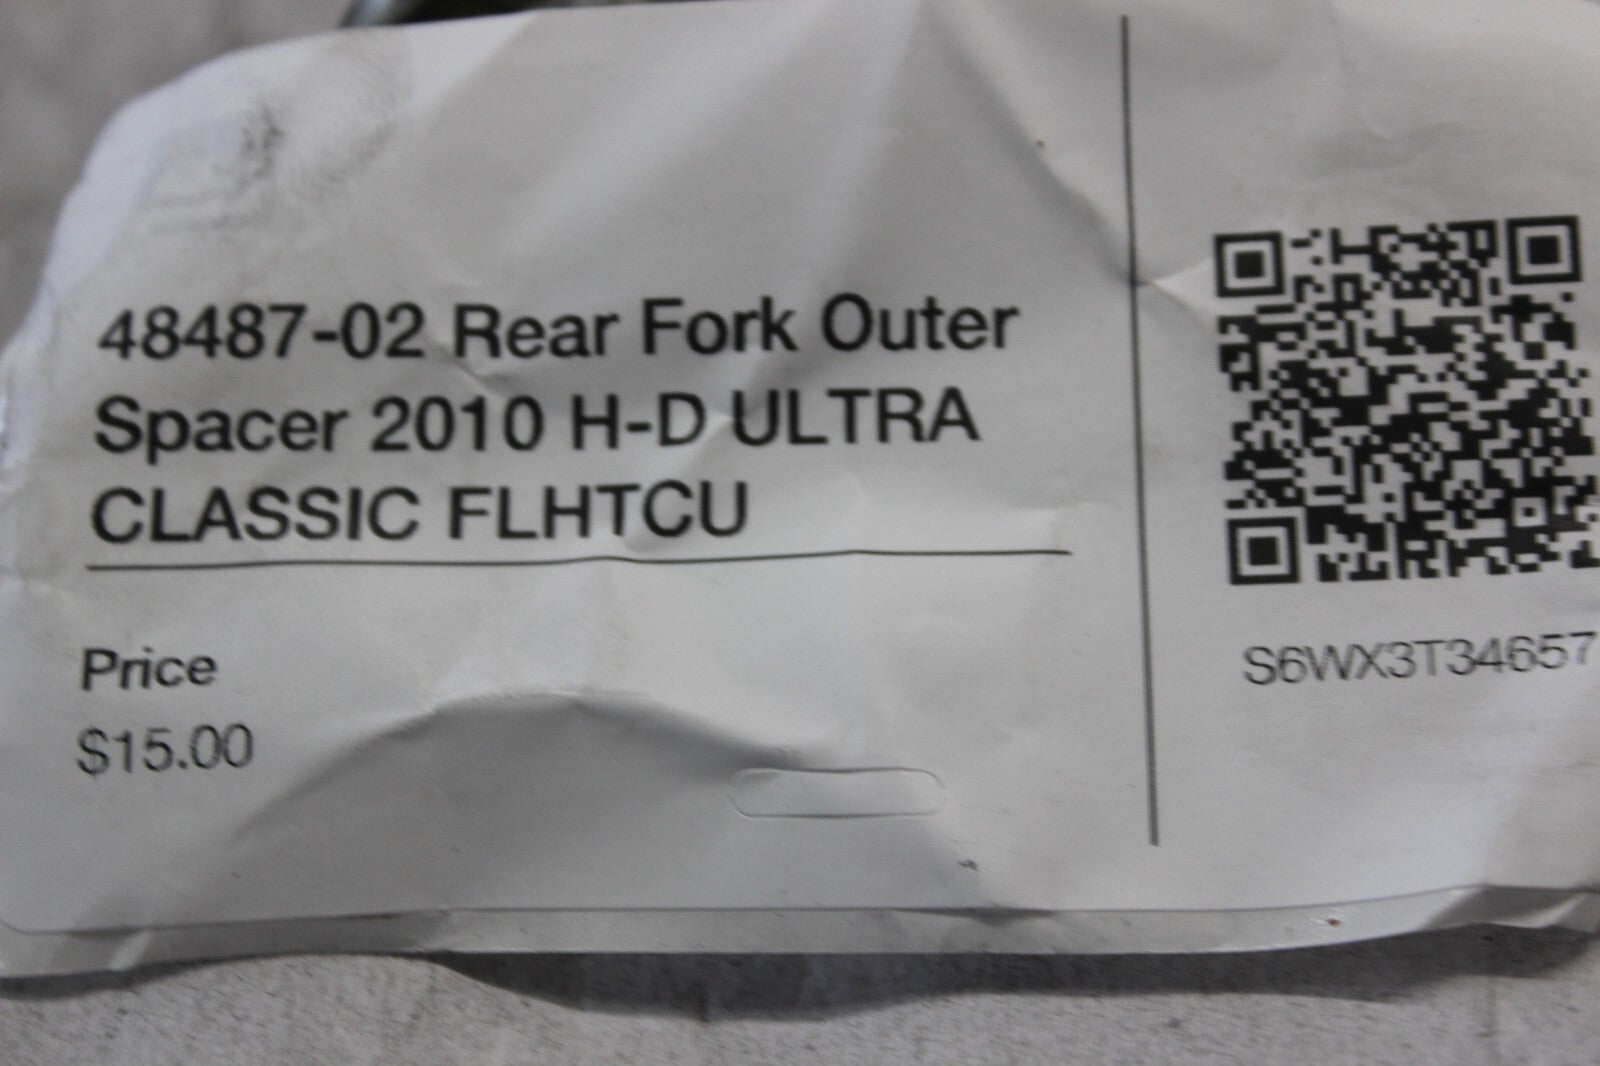 48487-02 Rear Fork Outer
Spacer 2010 H-D ULTRA
CLASSIC FLHTCU
Price
$15.00
S6WX3T34657